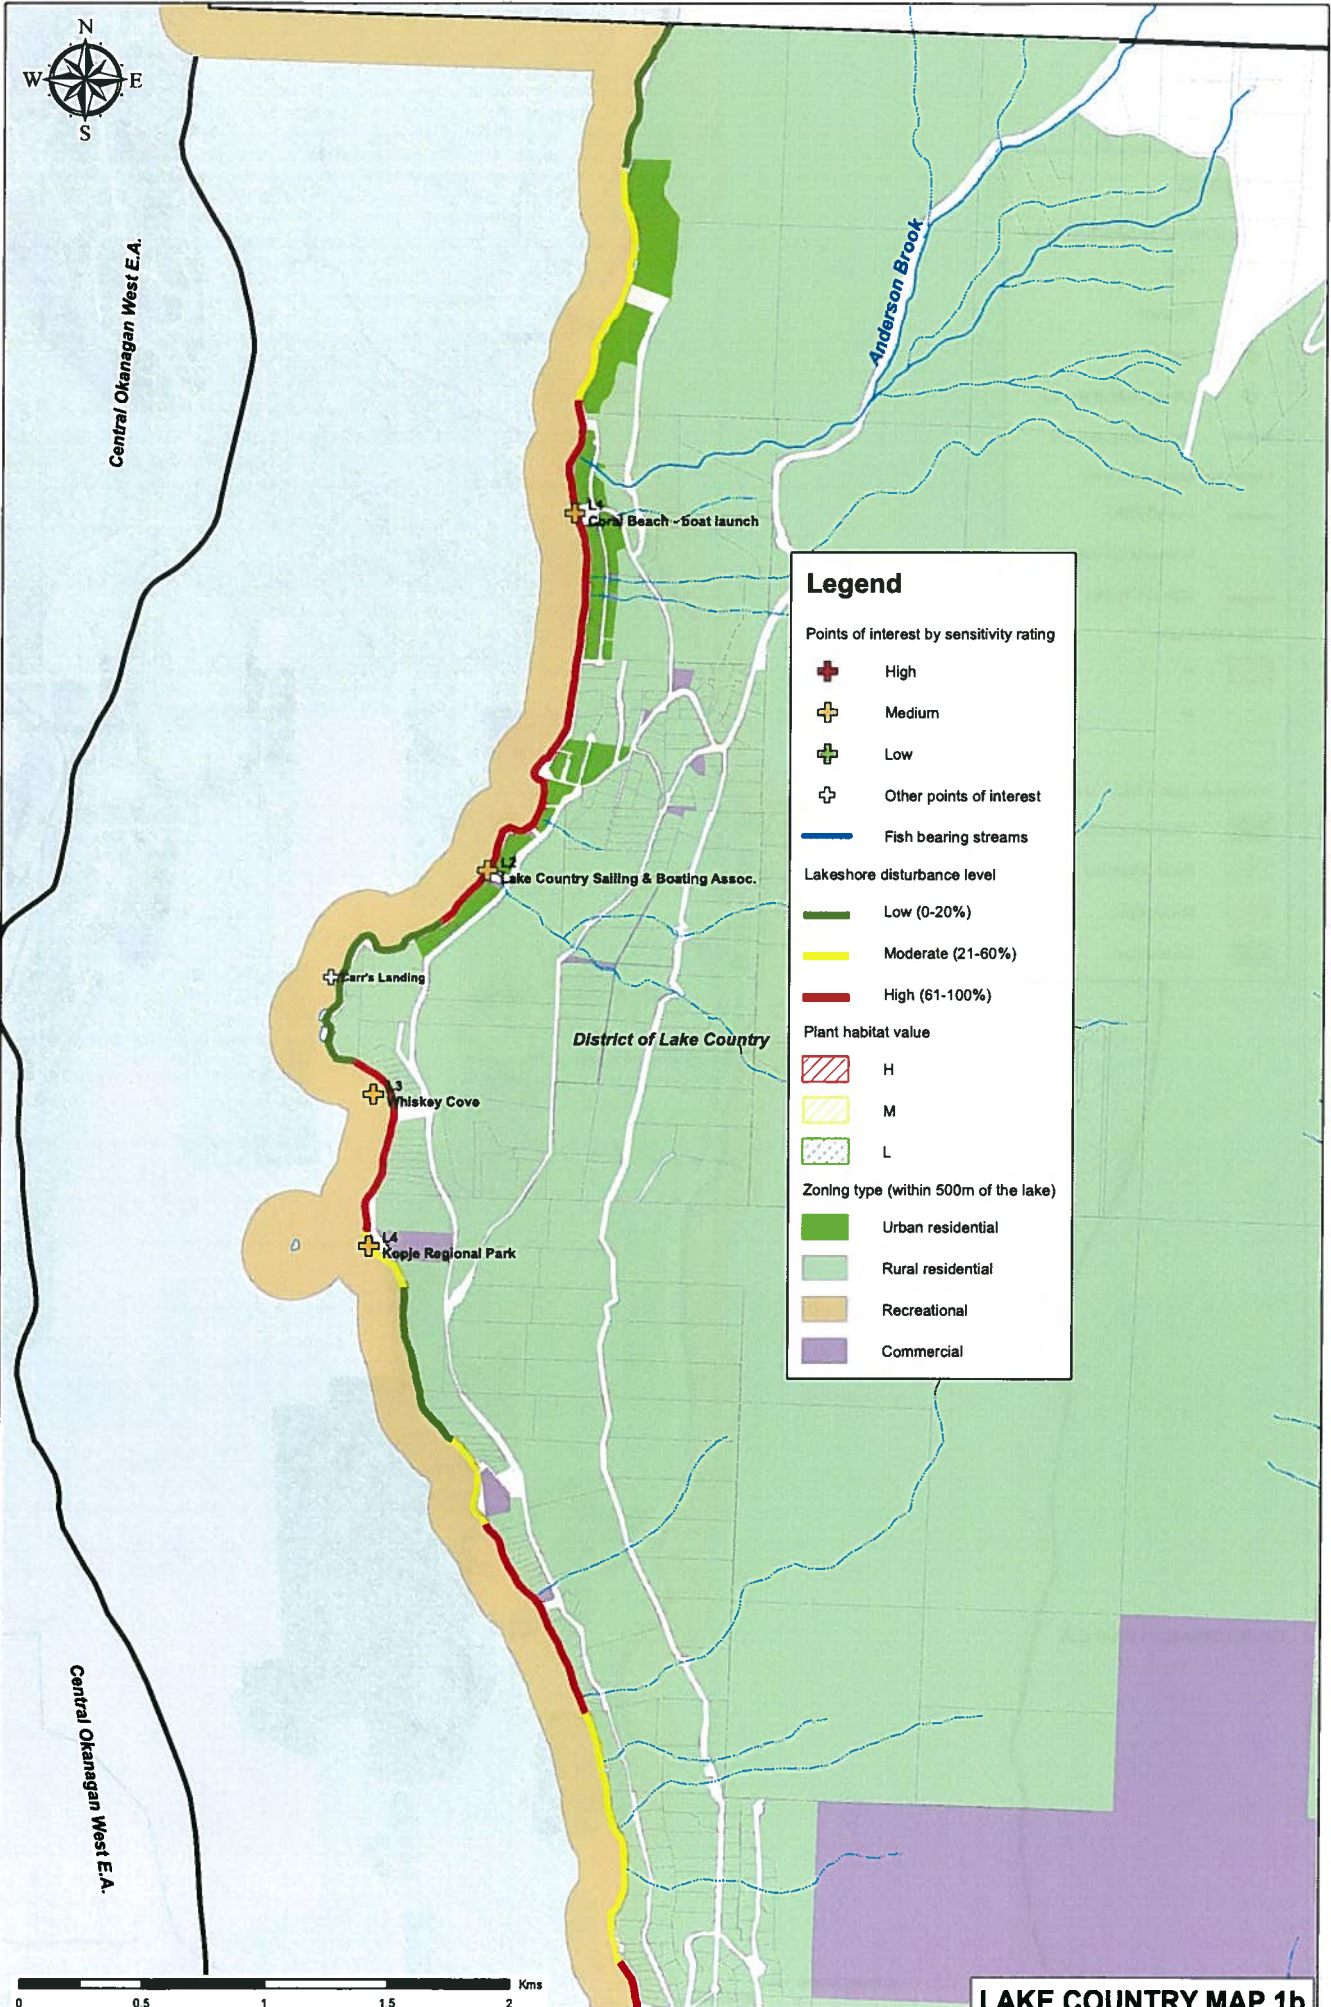 N
W E
S
Central Okanagan West E.A.
Anderson Brook
L1
Coral Beach - boat launch
Legend
Points of interest by sensitivity rating
High
Medium
Low
Other points of interest
Fish bearing streams
Lakeshore disturbance level
Low (0-20%)
Moderate (21-60%)
High (61-100%)
Plant habitat value
H
M
L
Zoning type (within 500m of the lake)
Urban residential
Rural residential
Recreational
Commercial
L2
Lake Country Sailing & Boating Assoc.
Carr's Landing
District of Lake Country
L3
Whiskey Cove
L4
Kopje Regional Park
Central Okanagan West E.A.
Kms
0 0.5 1 1.5 2
LAKE COUNTRY MAP 1b